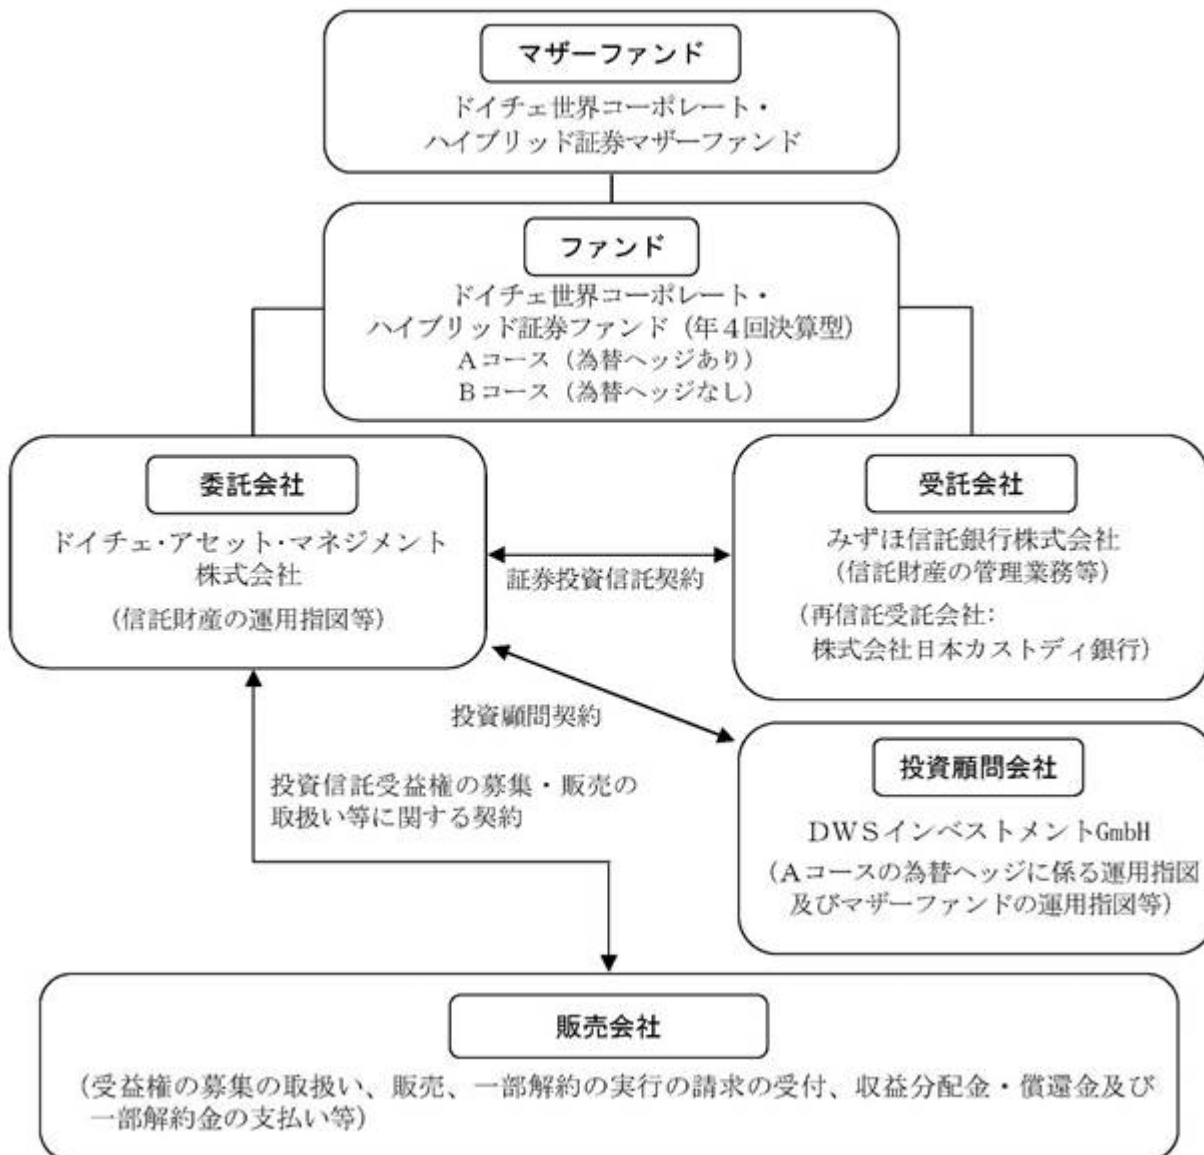 マザーファンド
ドイチェ世界コーポレート・
ハイブリッド証券マザーファンド
ファンド
ドイチェ世界コーポレート・
ハイブリッド証券ファンド（年４回決算型）
Ａコース（為替ヘッジあり）
Ｂコース（為替ヘッジなし）
委託会社
ドイチェ・アセット・マネジメント
株式会社
（信託財産の運用指図等）
証券投資信託契約
受託会社
みずほ信託銀行株式会社
（信託財産の管理業務等）
（再信託受託会社：
株式会社日本カストディ銀行）
投資顧問契約
投資信託受益権の募集・販売の
取扱い等に関する契約
投資顧問会社
ＤＷＳインベストメントGmbH
（Ａコースの為替ヘッジに係る運用指図
及びマザーファンドの運用指図等）
販売会社
（受益権の募集の取扱い、販売、一部解約の実行の請求の受付、収益分配金・償還金及び
一部解約金の支払い等）